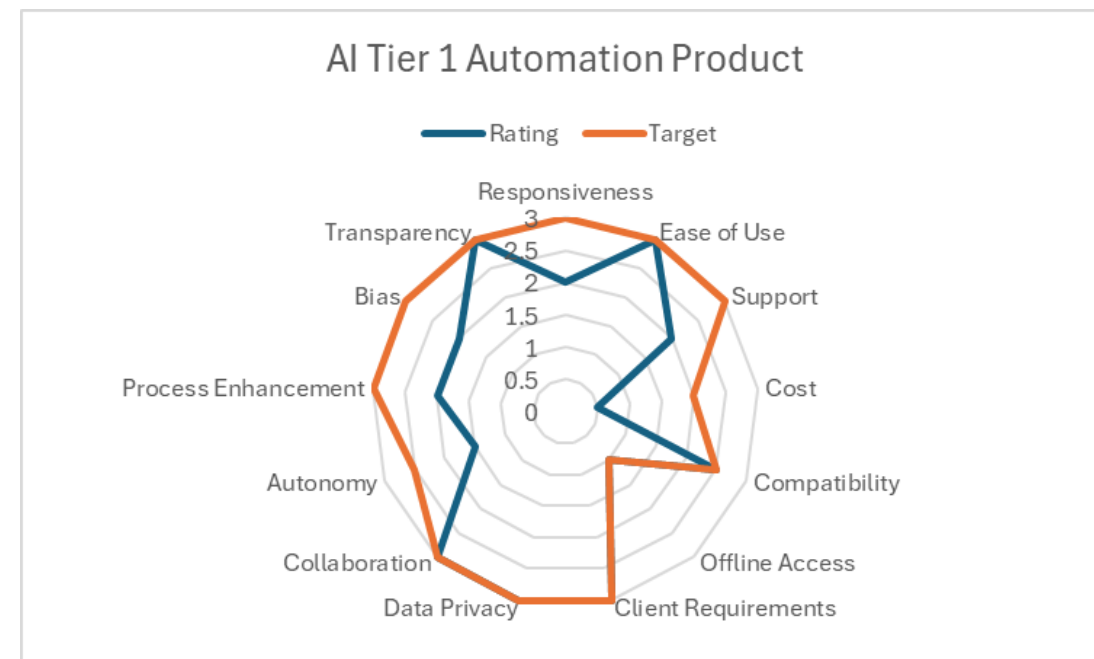 AI Tier 1 Automation Product
Rating Target
Responsiveness
3
Transparency
Ease of Use
2.5
2
Bias
Support
1.5
1
Process Enhancement
Cost
0.5
0
Autonomy
Compatibility
Collaboration
Offline Access
Data Privacy
Client Requirements